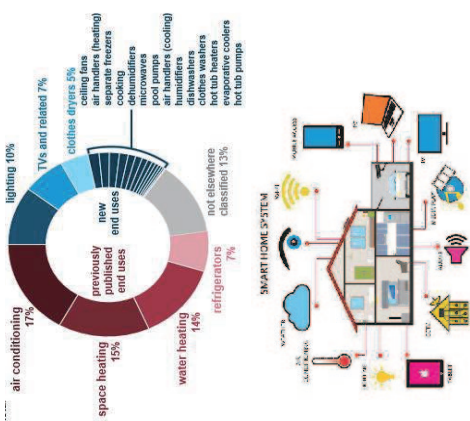 air conditioning
17%
lighting 10%
TVs and related 7%
clothes dryers 5%
ceiling fans
air handlers (heating)
separate freezers
cooking
dehumidifiers
microwaves
pool pumps
air handlers (cooling)
humidifiers
dishwashers
clothes washers
hot tub heaters
evaporative coolers
hot tub pumps
new
end uses
previously
published
end uses
space heating
15%
water heating
14%
refrigerators
7%
not elsewhere
classified 13%
SMART HOME SYSTEM
PC
TV
TABLET